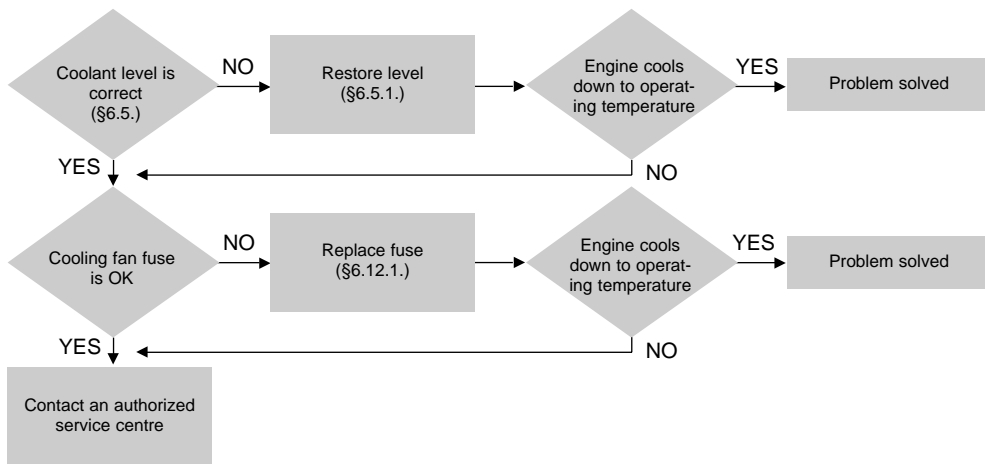 Coolant level is
correct
(§6.5.)
NO
Restore level
(§6.5.1.)
Engine cools
down to operat-
ing temperature
YES
Problem solved
YES
NO
Cooling fan fuse
is OK
NO
Replace fuse
(§6.12.1.)
Engine cools
down to operat-
ing temperature
YES
Problem solved
YES
NO
Contact an authorized
service centre